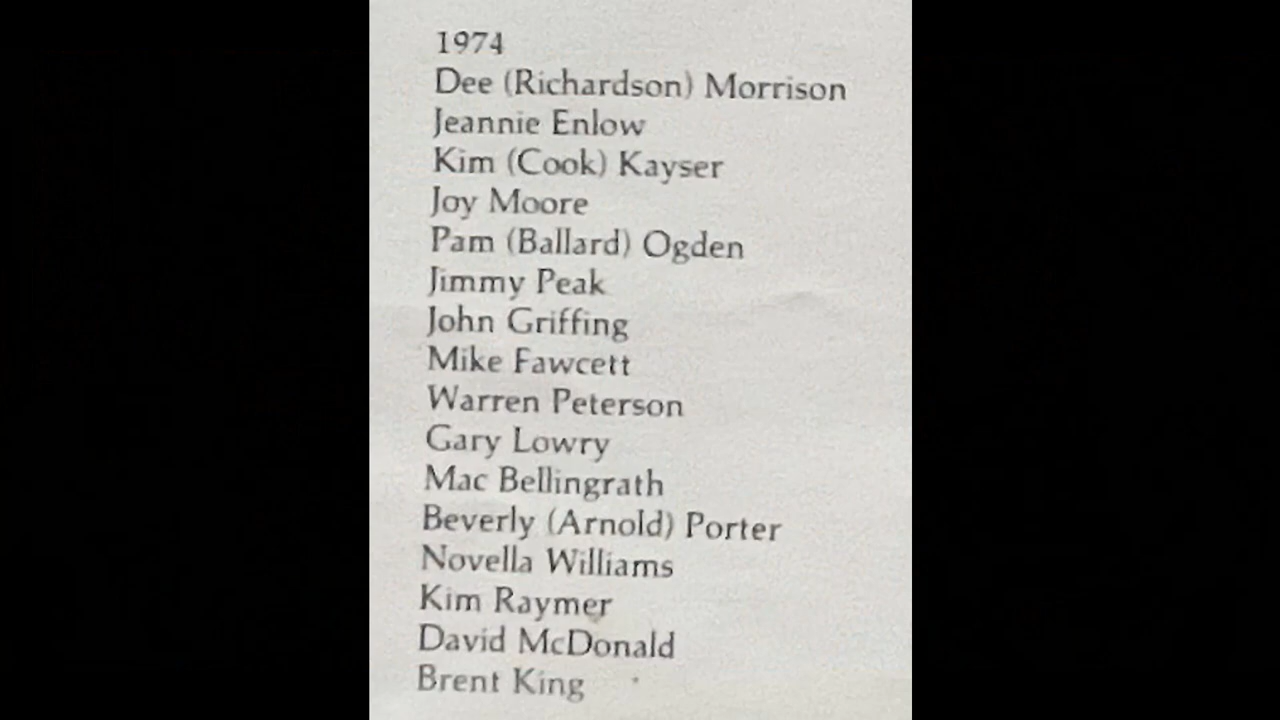 1974
Dee (Richardson) Morrison
Jeannie Enlow
Kim (Cook) Kayser
Joy Moore
Pam (Ballard) Ogden
Jimmy Peak
John Griffing
Mike Fawcett
Warren Peterson
Gary Lowry
Mac Bellingrath
Beverly (Arnold) Porter
Novella Williams
Kim Raymer
David McDonald
Brent King